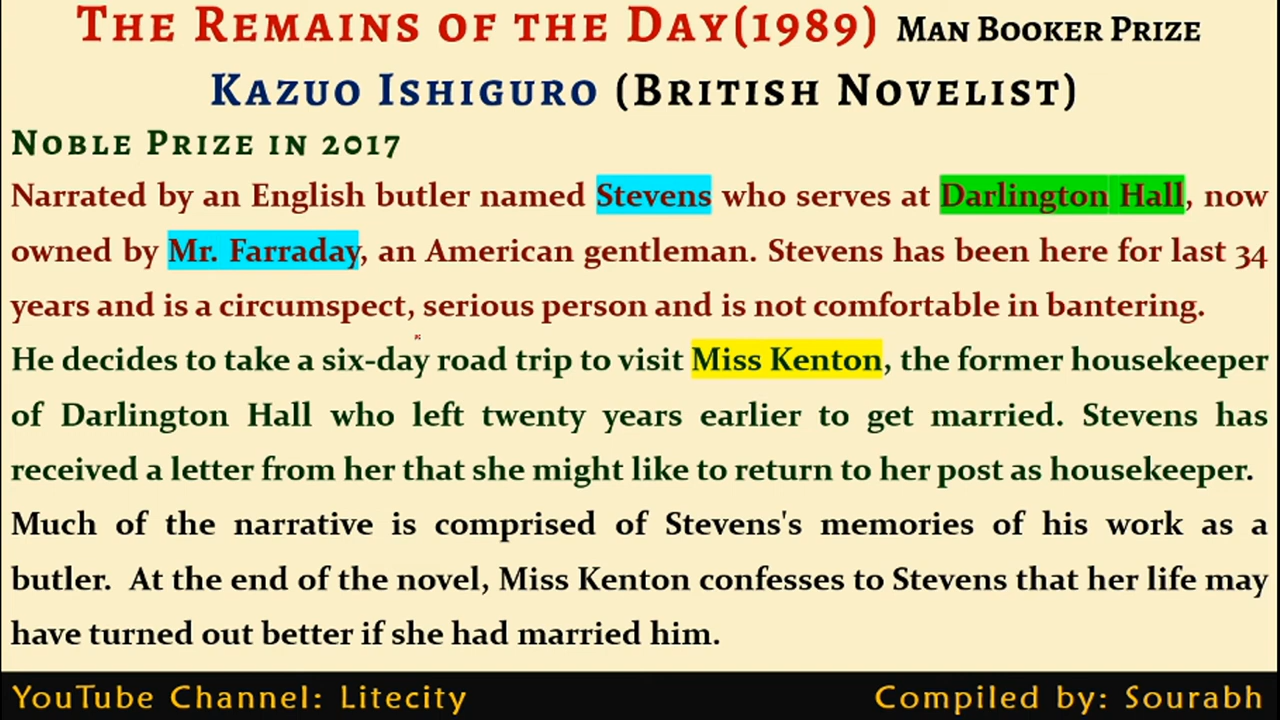 The Remains of the Day(1989) Man Booker Prize
Kazuo Ishiguro (British Novelist)
Noble Prize in 2017
Narrated by an English butler named Stevens who serves at Darlington Hall, now
owned by Mr. Farraday, an American gentleman. Stevens has been here for last 34
years and is a circumspect, serious person and is not comfortable in bantering.
He decides to take a six-day road trip to visit Miss Kenton, the former housekeeper
of Darlington Hall who left twenty years earlier to get married. Stevens has
received a letter from her that she might like to return to her post as housekeeper.
Much of the narrative is comprised of Stevens's memories of his work as a
butler. At the end of the novel, Miss Kenton confesses to Stevens that her life may
have turned out better if she had married him.
YouTube Channel: Litecity Compiled by: Sourabh